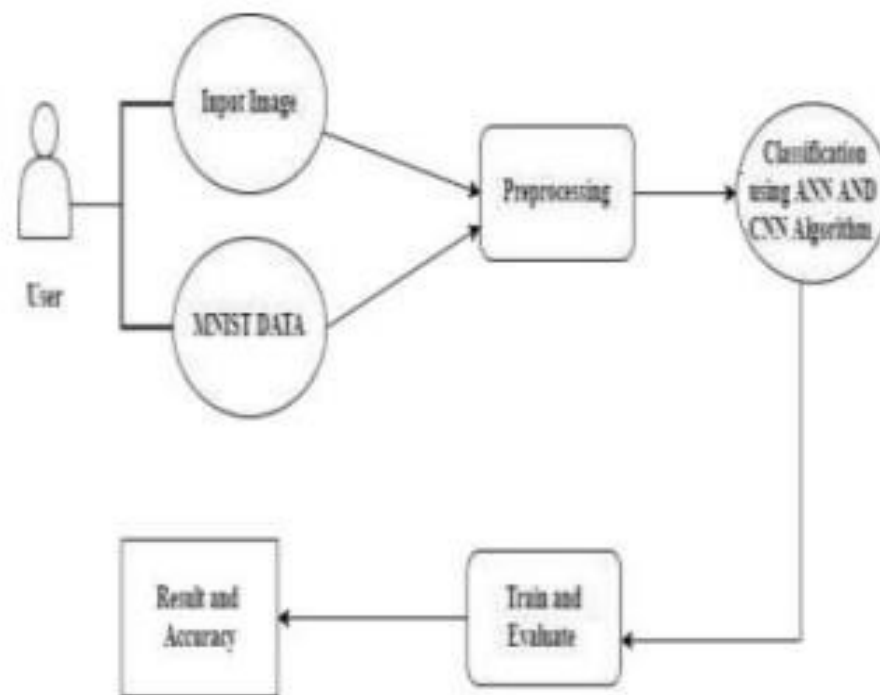 Input Image
User
MNIST DATA
Preprocessing
Classification
using ANN AND
CNN Algorithm
Train and
Evaluate
Result and
Accuracy